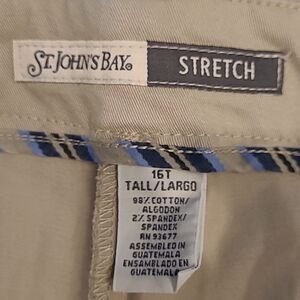 ST. JOHN'S BAY® STRETCH
16T
TALL/LARGO
98% COTTON/
ALGODON
2% SPANDEX/
SPANDEX
RN 93677
ASSEMBLED IN
GUATEMALA
ENSAMBLADO EN
GUATEMALA